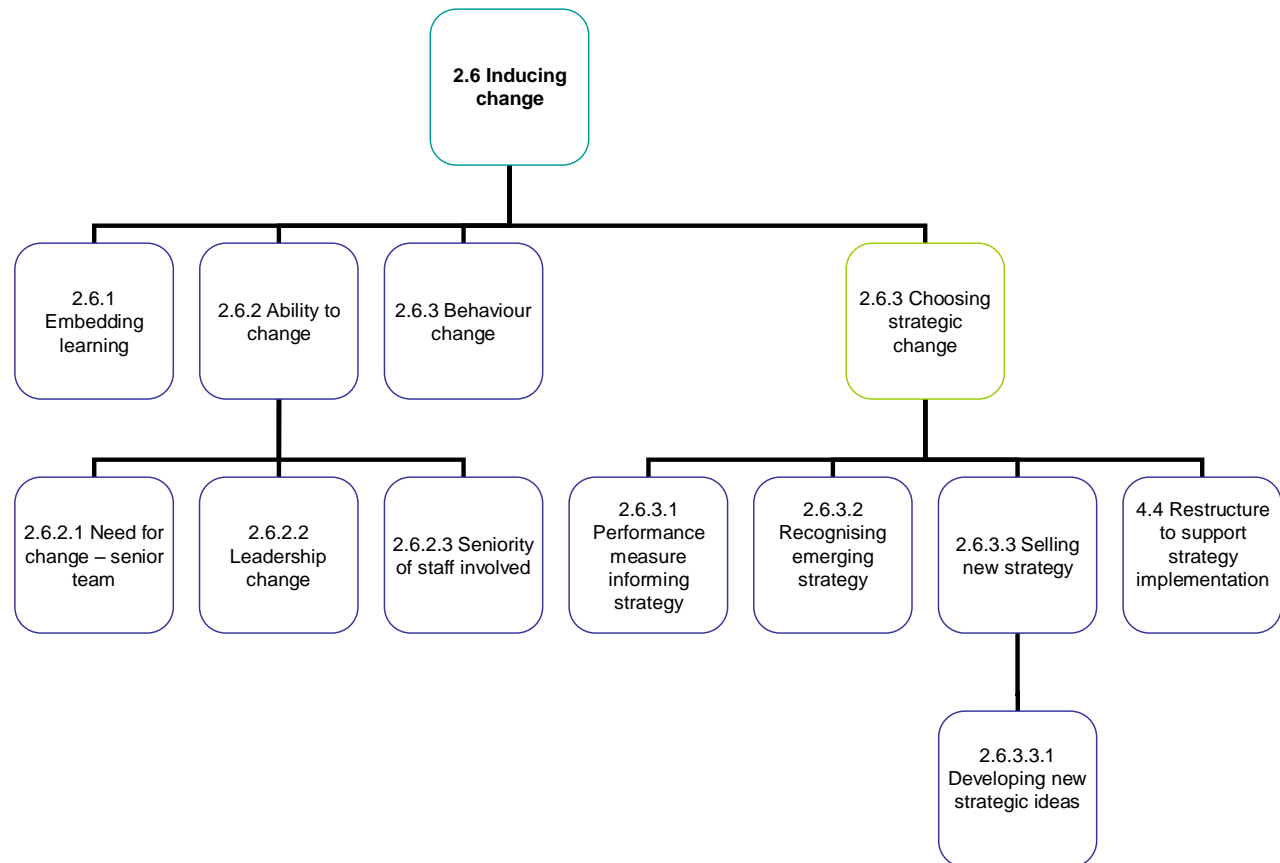 2.6 Inducing
change
2.6.1
Embedding
learning
2.6.2 Ability to
change
2.6.3 Behaviour
change
2.6.3 Choosing
strategic
change
2.6.2.1 Need for
change – senior
team
2.6.2.2
Leadership
change
2.6.2.3 Seniority
of staff involved
2.6.3.1
Performance
measure
informing
strategy
2.6.3.2
Recognising
emerging
strategy
2.6.3.3 Selling
new strategy
4.4 Restructure
to support
strategy
implementation
2.6.3.3.1
Developing new
strategic ideas